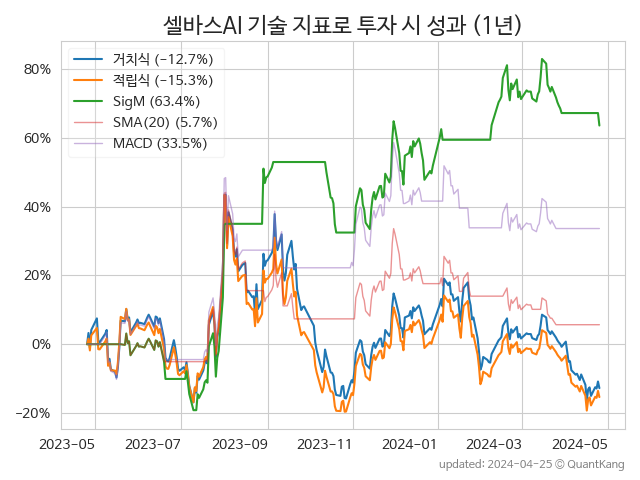 셀바스AI 기술 지표로 투자 시 성과 (1년)
거치식 (−12.7%)
적립식 (−15.3%)
SigM (63.4%)
SMA(20) (5.7%)
MACD (33.5%)
80%
60%
40%
20%
0%
−20%
2023-05 2023-07 2023-09 2023-11 2024-01 2024-03 2024-05
updated: 2024-04-25 © QuantKang